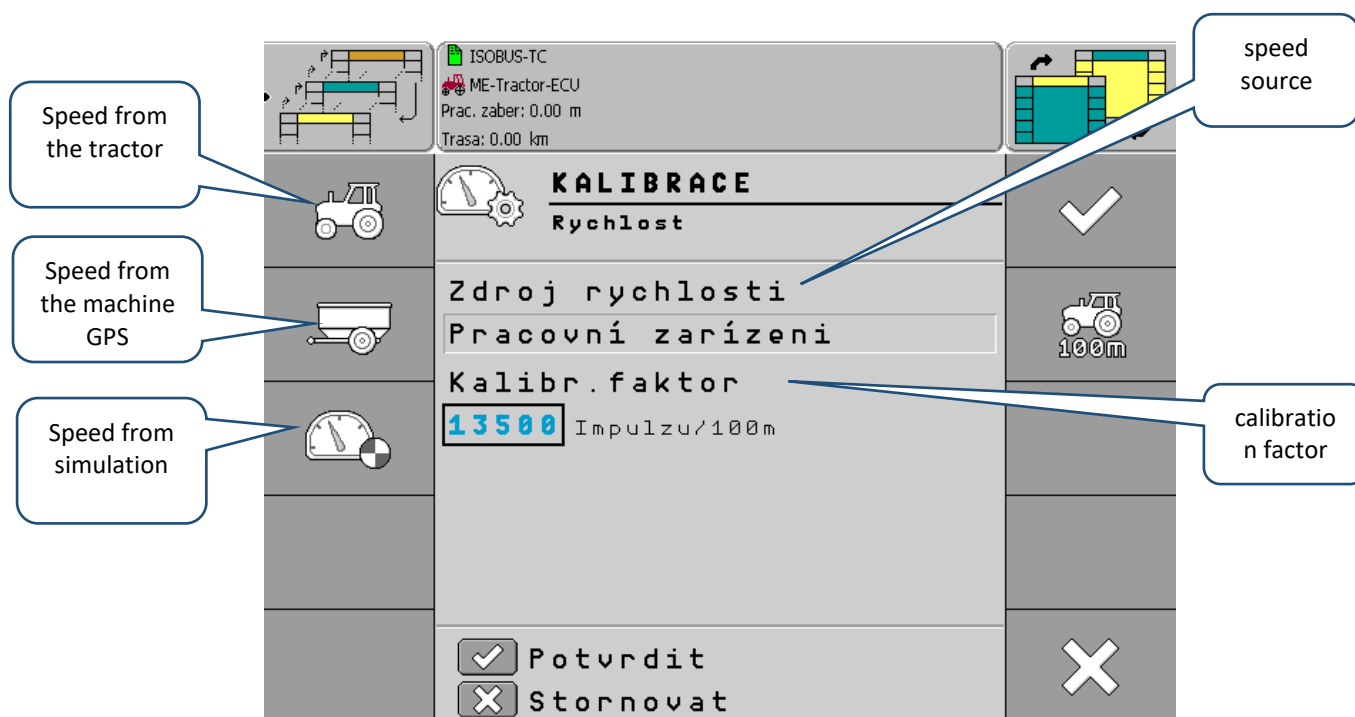 speed
source
ISOBUS-TC
ME-Tractor-ECU
Prac. zaber: 0.00 m
Trasa: 0.00 km
Speed from
the tractor
KALIBRACE
Rychlost
Speed from
the machine
GPS
Zdroj rychlosti
Pracovní zarízeni
100m
Kalibr.faktor
13500 Impulzu/100m
calibratio
n factor
Speed from
simulation
Potvrdit
Stornovat